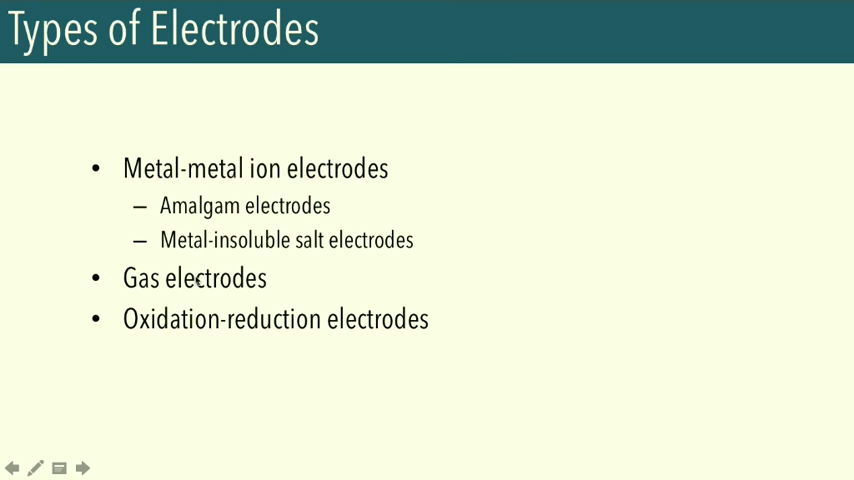 Types of Electrodes
• Metal-metal ion electrodes
– Amalgam electrodes
– Metal-insoluble salt electrodes
• Gas electrodes
• Oxidation-reduction electrodes